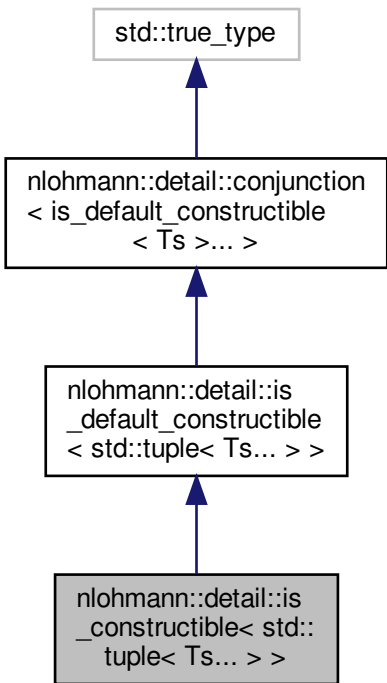 std::true_type
nlohmann::detail::conjunction
< is_default_constructible
< Ts >... >
nlohmann::detail::is
_default_constructible
< std::tuple< Ts... > >
nlohmann::detail::is
_constructible< std::
tuple< Ts... > >